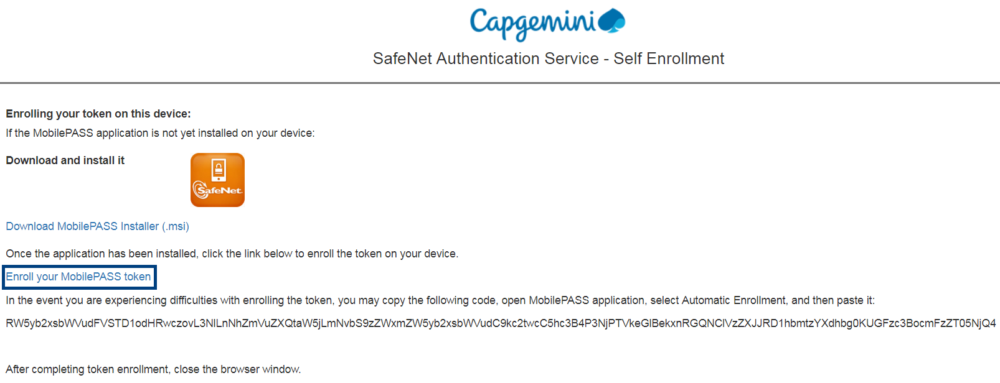 Capgemini
SafeNet Authentication Service - Self Enrollment
Enrolling your token on this device:
If the MobilePASS application is not yet installed on your device:
Download and install it
SafeNet.
Download MobilePASS Installer (.msi)
Once the application has been installed, click the link below to enroll the token on your device.
Enroll your MobilePASS token
In the event you are experiencing difficulties with enrolling the token, you may copy the following code, open MobilePASS application, select Automatic Enrollment, and then paste it:
RW5yb2xsbWVudFVSTD1odHRwczovL3NlLnNhZmVuZXQtaW5jLmNvbS9zZWxmZW5yb2xsbWVudC9kc2twcC5hc3B4P3NjPTVkeGlBekxnRGQNClVzZXJJRD1hbmtzYXdhbg0KUGFzc3BocmFzZT05NjQ4
After completing token enrollment, close the browser window.